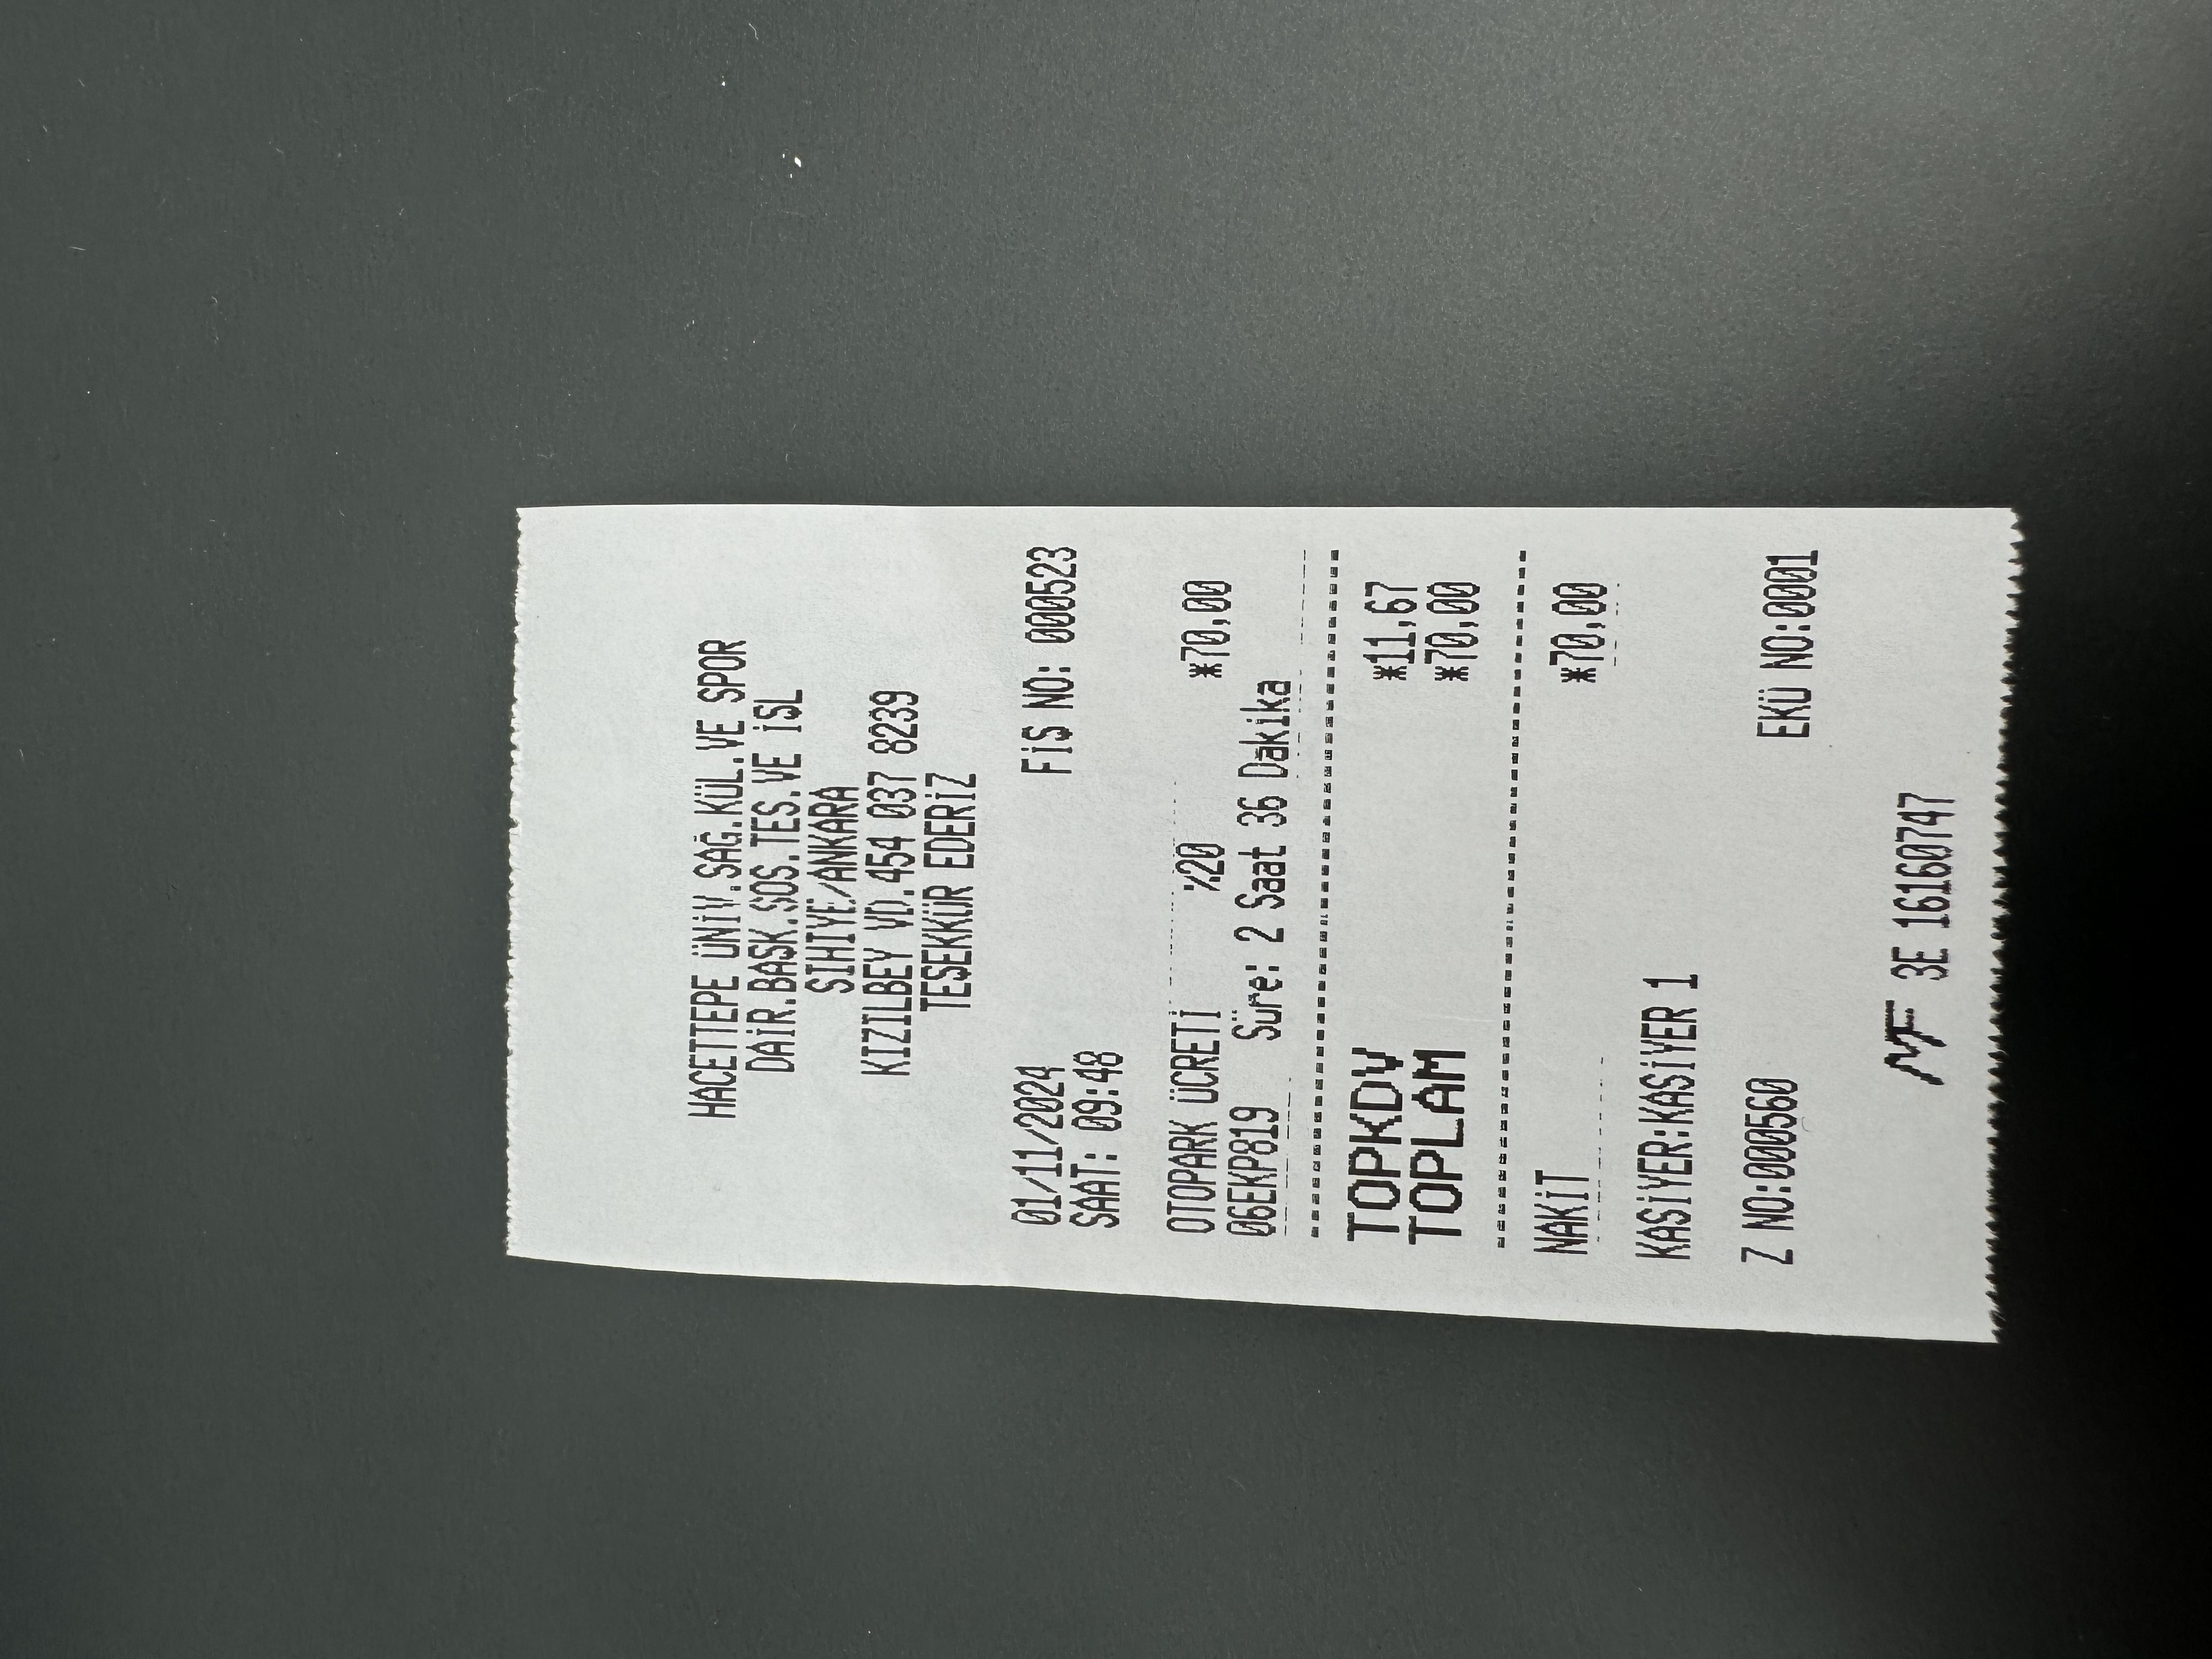 HACETTEPE ÜNİV.SAĞ.KÜL.VE SPOR
DAİR.BAŞK.SOS.TES.VE İŞL
SIHIYE/ANKARA
KIZILBEY VD.454 037 8239
TEŞEKKÜR EDERİZ
01/11/2024 FİŞ NO: 000523
SAAT: 09:48
OTOPARK ÜCRETİ %20 *70,00
06EKP819 Süre: 2 Saat 36 Dakika
TOPKDV *11,67
TOPLAM *70,00
NAKİT *70,00
KASİYER:KASİYER 1
Z NO:000560 EKÜ NO:0001
MF 3E 16160747